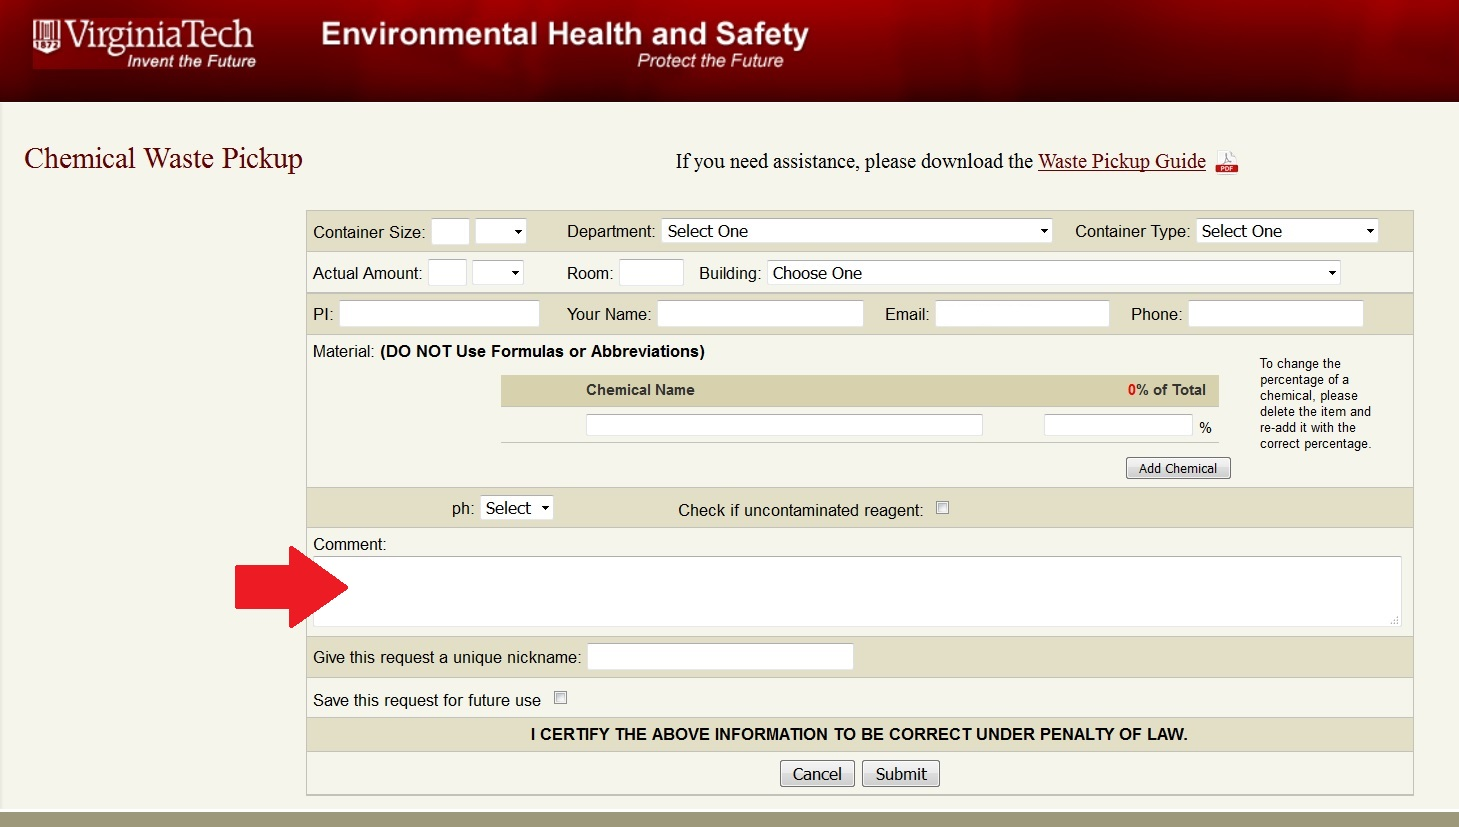 VirginiaTech
1872
Invent the Future
Environmental Health and Safety
Protect the Future
Chemical Waste Pickup
If you need assistance, please download the Waste Pickup Guide PDF
Container Size: Department: Select One Container Type: Select One
Actual Amount: Room: Building: Choose One
PI: Your Name: Email: Phone:
Material: (DO NOT Use Formulas or Abbreviations)
Chemical Name 0% of Total
%
Add Chemical
To change the
percentage of a
chemical, please
delete the item and
re-add it with the
correct percentage.
ph: Select Check if uncontaminated reagent:
Comment:
Give this request a unique nickname:
Save this request for future use
I CERTIFY THE ABOVE INFORMATION TO BE CORRECT UNDER PENALTY OF LAW.
Cancel Submit